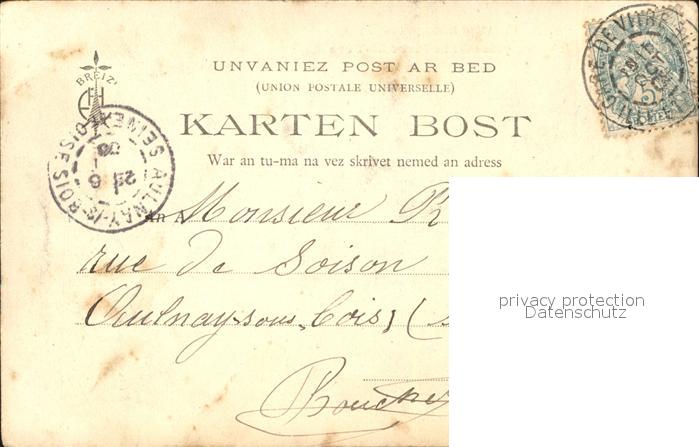 BREIZ
UNVANIEZ POST AR BED
(UNION POSTALE UNIVERSELLE)
KARTEN BOST
War an tu-ma na vez skrivet nemed an adress
AULNAY-Ss-BOIS
SEINE-ET-OISE
Monsieur R
rue de Soison
Aulnay-sous-bois, (
privacy protection
Datenschutz